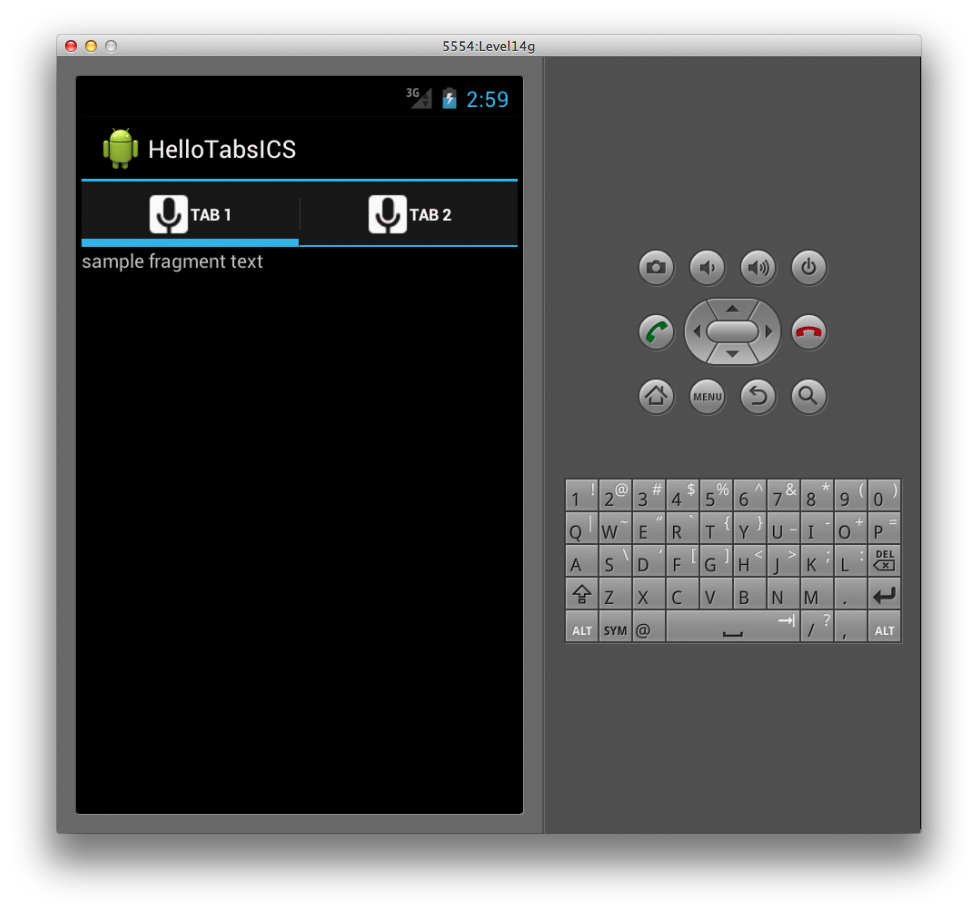 5554:Level14g
3G 2:59
HelloTabsICS
TAB 1 TAB 2
sample fragment text
MENU
1 ! 2 @ 3 # 4 $ 5 % 6 ^ 7 & 8 * 9 ( 0 )
Q | W ~ E “ R ` T { Y } U _ I - O + P =
A S \ D ‘ F [ G ] H < J > K ; L : DEL
Z X C V B N M .
ALT SYM @ / ? , ALT